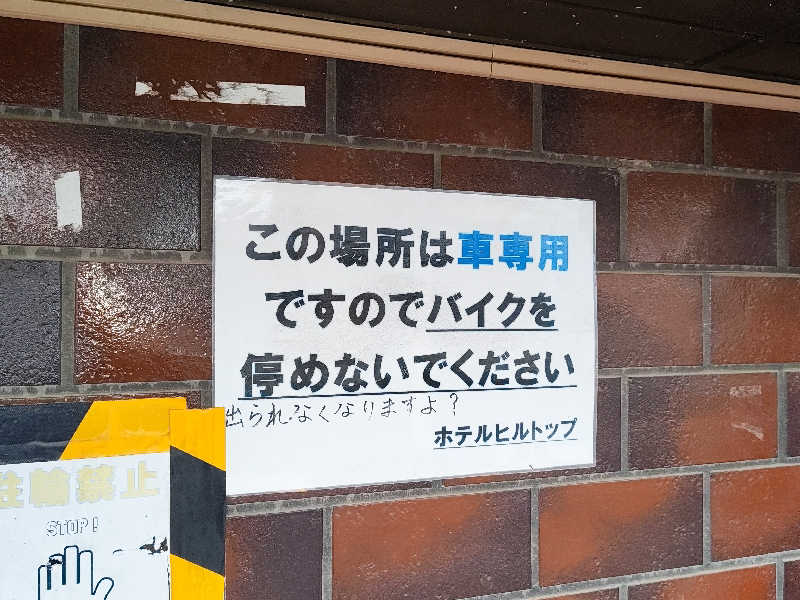 この場所は車専用
ですのでバイクを
停めないでください
出られなくなりますよ？
ホテルヒルトップ
駐輪禁止
STOP!